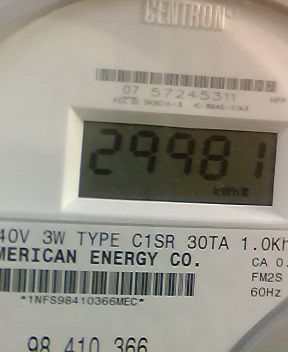 CENTRON
07 57245311
29981
kWh
40V 3W TYPE C1SR 30TA 1.0Kh
MERICAN ENERGY CO.
CA 0.
FM2S
60Hz
*1NFS98410366MEC*
98 410 366